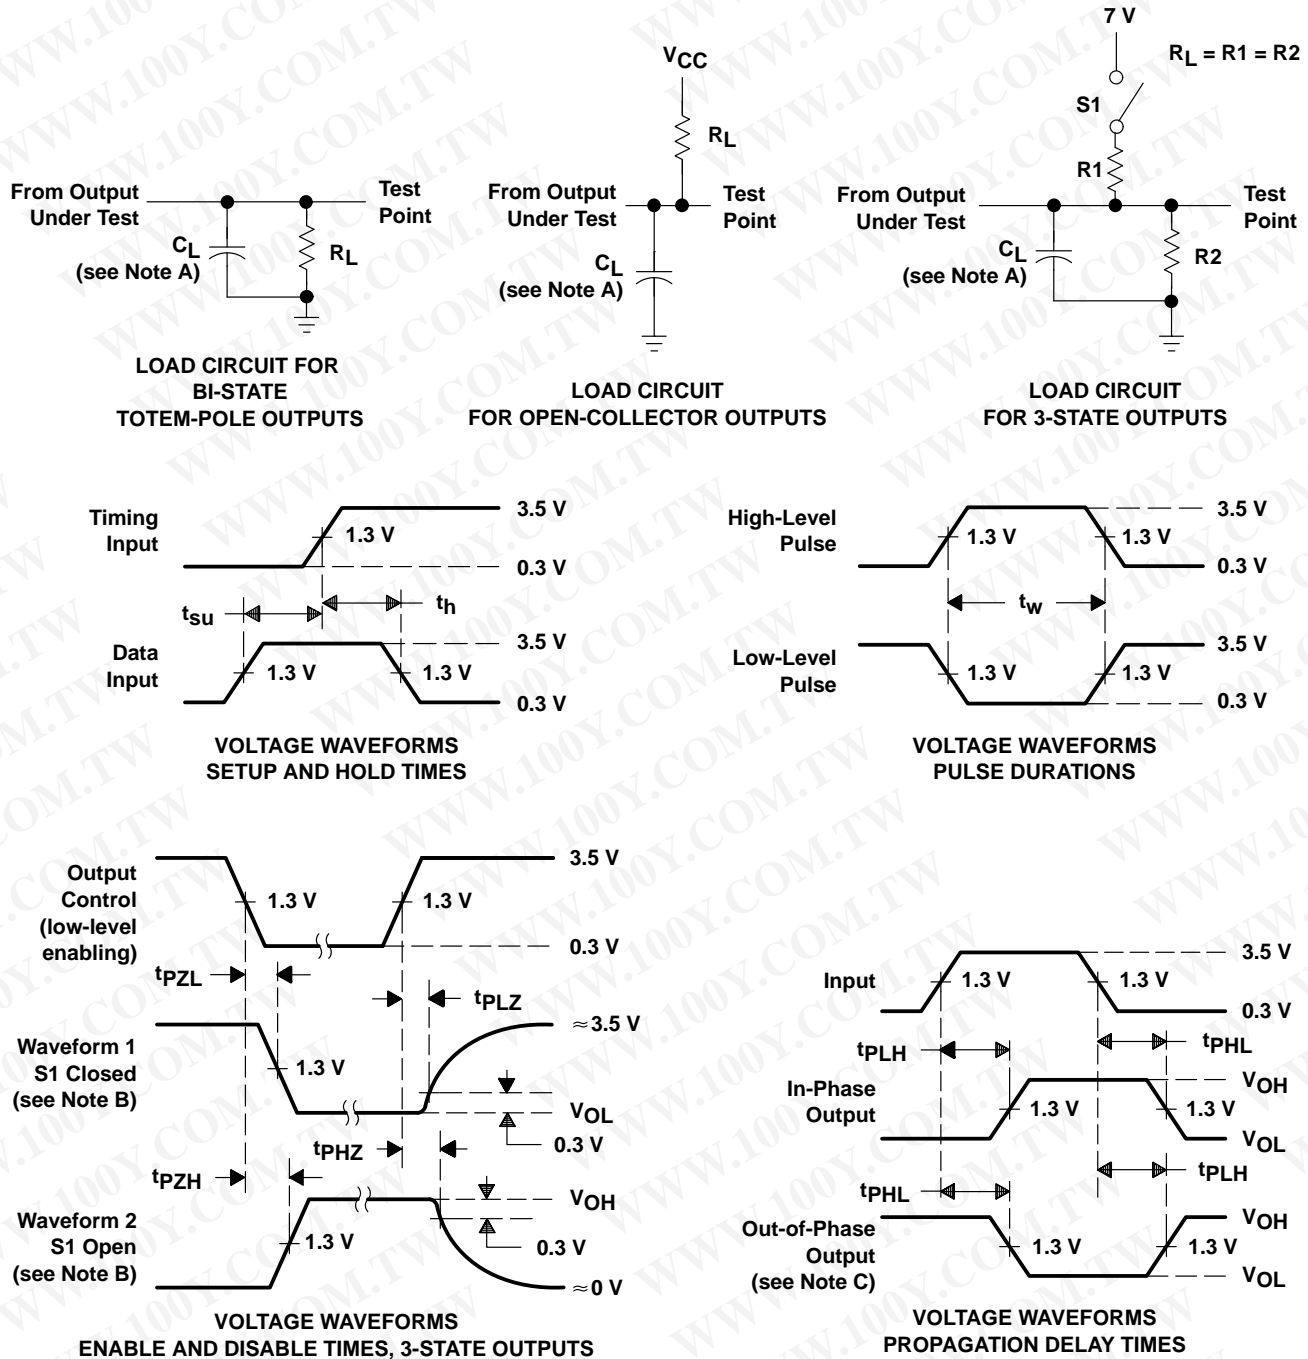 7 V
RL = R1 = R2
VCC
S1
RL
R1
From Output
Under Test
Test
Point
CL
(see Note A)
RL
From Output
Under Test
Test
Point
CL
(see Note A)
From Output
Under Test
Test
Point
CL
(see Note A)
R2
LOAD CIRCUIT FOR
BI-STATE
TOTEM-POLE OUTPUTS
LOAD CIRCUIT
FOR OPEN-COLLECTOR OUTPUTS
LOAD CIRCUIT
FOR 3-STATE OUTPUTS
Timing
Input
1.3 V
3.5 V
0.3 V
tsu
th
Data
Input
1.3 V
1.3 V
3.5 V
0.3 V
VOLTAGE WAVEFORMS
SETUP AND HOLD TIMES
High-Level
Pulse
1.3 V
1.3 V
3.5 V
0.3 V
tw
Low-Level
Pulse
1.3 V
1.3 V
3.5 V
0.3 V
VOLTAGE WAVEFORMS
PULSE DURATIONS
Output
Control
(low-level
enabling)
1.3 V
1.3 V
3.5 V
0.3 V
tPZL
tPLZ
Waveform 1
S1 Closed
(see Note B)
1.3 V
≈3.5 V
VOL
0.3 V
tPHZ
tPZH
Waveform 2
S1 Open
(see Note B)
1.3 V
VOH
0.3 V
≈0 V
VOLTAGE WAVEFORMS
ENABLE AND DISABLE TIMES, 3-STATE OUTPUTS
Input
1.3 V
1.3 V
3.5 V
0.3 V
tPLH
tPHL
In-Phase
Output
1.3 V
1.3 V
VOH
VOL
tPHL
tPLH
Out-of-Phase
Output
(see Note C)
1.3 V
1.3 V
VOH
VOL
VOLTAGE WAVEFORMS
PROPAGATION DELAY TIMES
WWW.100Y.COM.TW